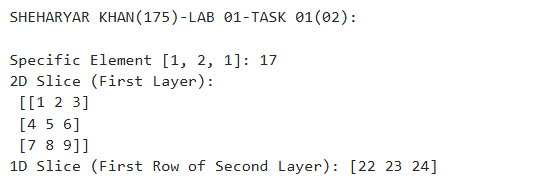 SHEHARYAR KHAN(175)-LAB 01-TASK 01(02):
Specific Element [1, 2, 1]: 17
2D Slice (First Layer):
[[1 2 3]
[4 5 6]
[7 8 9]]
1D Slice (First Row of Second Layer): [22 23 24]